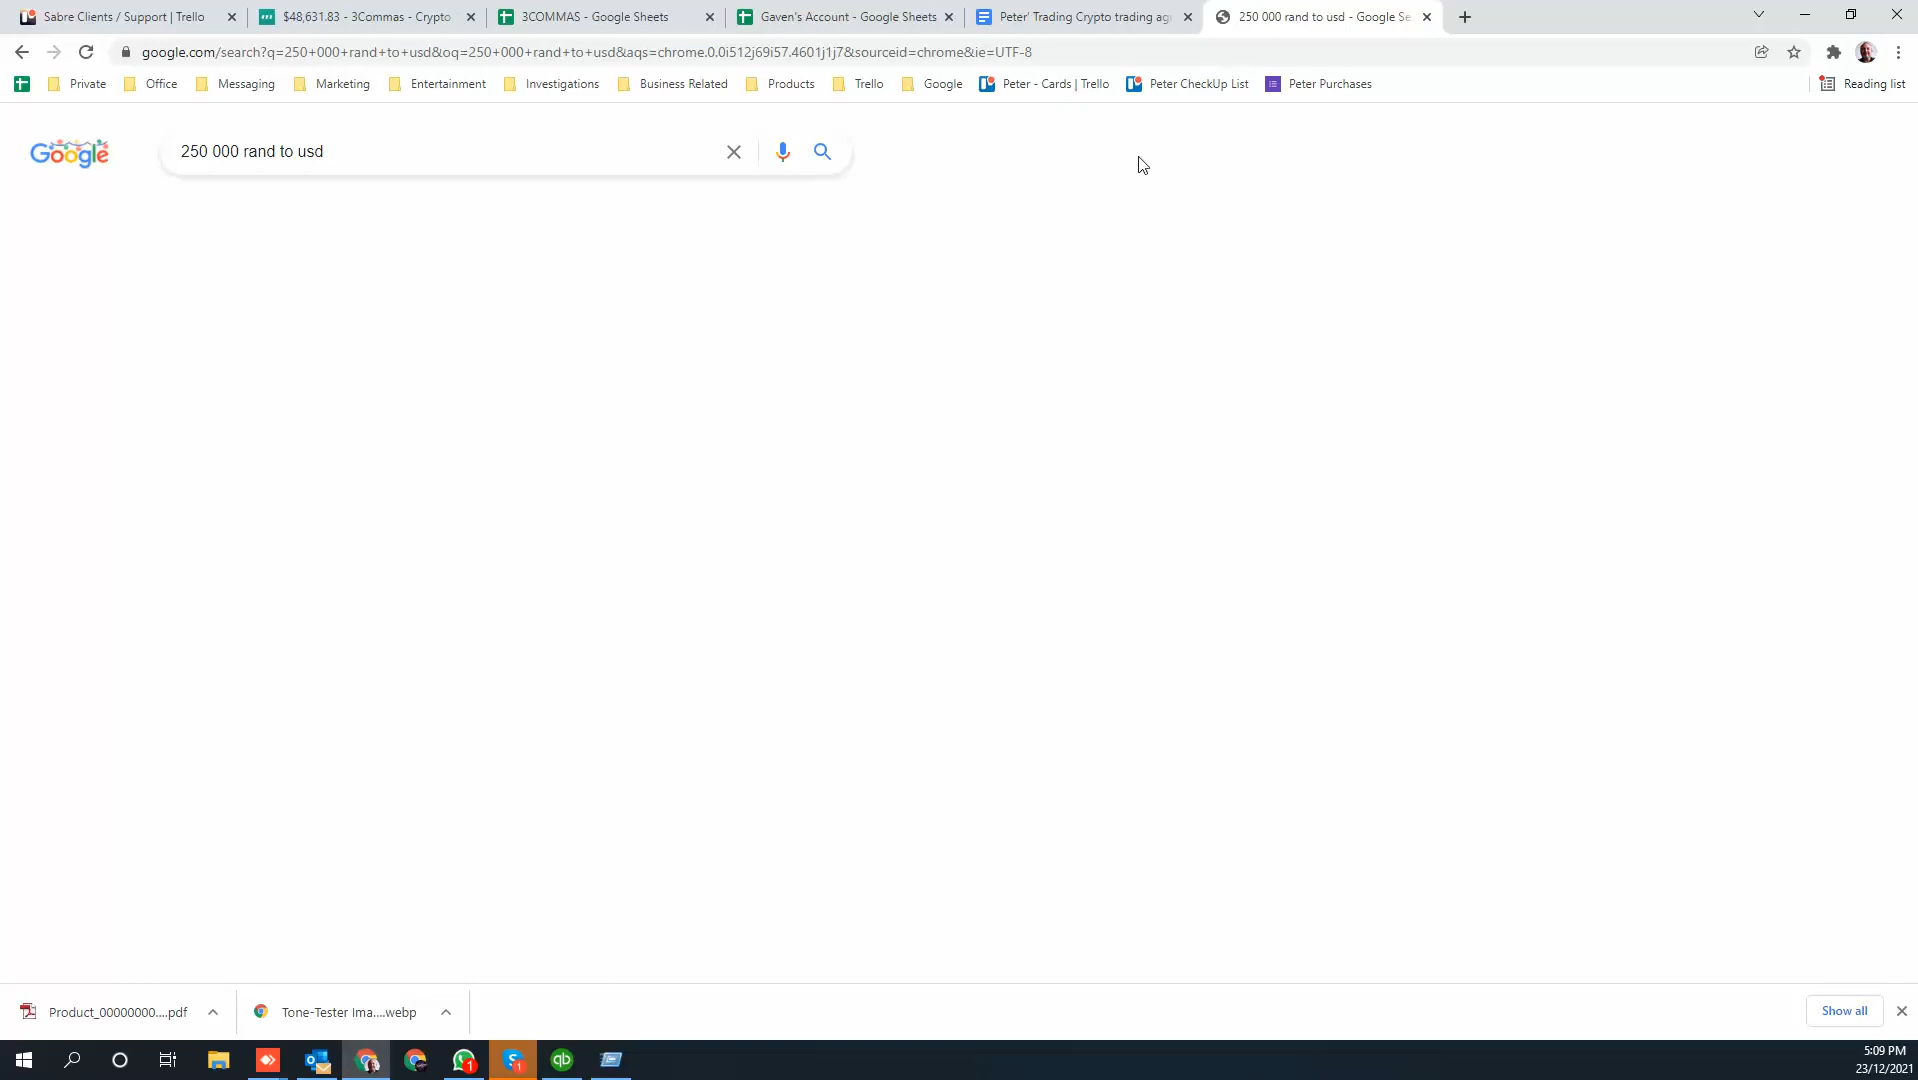 Sabre Clients / Support | Trello
$48,631.83 - 3Commas - Crypto
3COMMAS - Google Sheets
Gaven's Account - Google Sheets
Peter' Trading Crypto trading ag
250 000 rand to usd - Google Se
google.com/search?q=250+000+rand+to+usd&oq=250+000+rand+to+usd&aqs=chrome.0.0i512j69i57.4601j1j7&sourceid=chrome&ie=UTF-8
Private
Office
Messaging
Marketing
Entertainment
Investigations
Business Related
Products
Trello
Google
Peter - Cards | Trello
Peter CheckUp List
Peter Purchases
Reading list
Google
250 000 rand to usd
Product_00000000....pdf
Tone-Tester Ima....webp
Show all
5:09 PM
23/12/2021